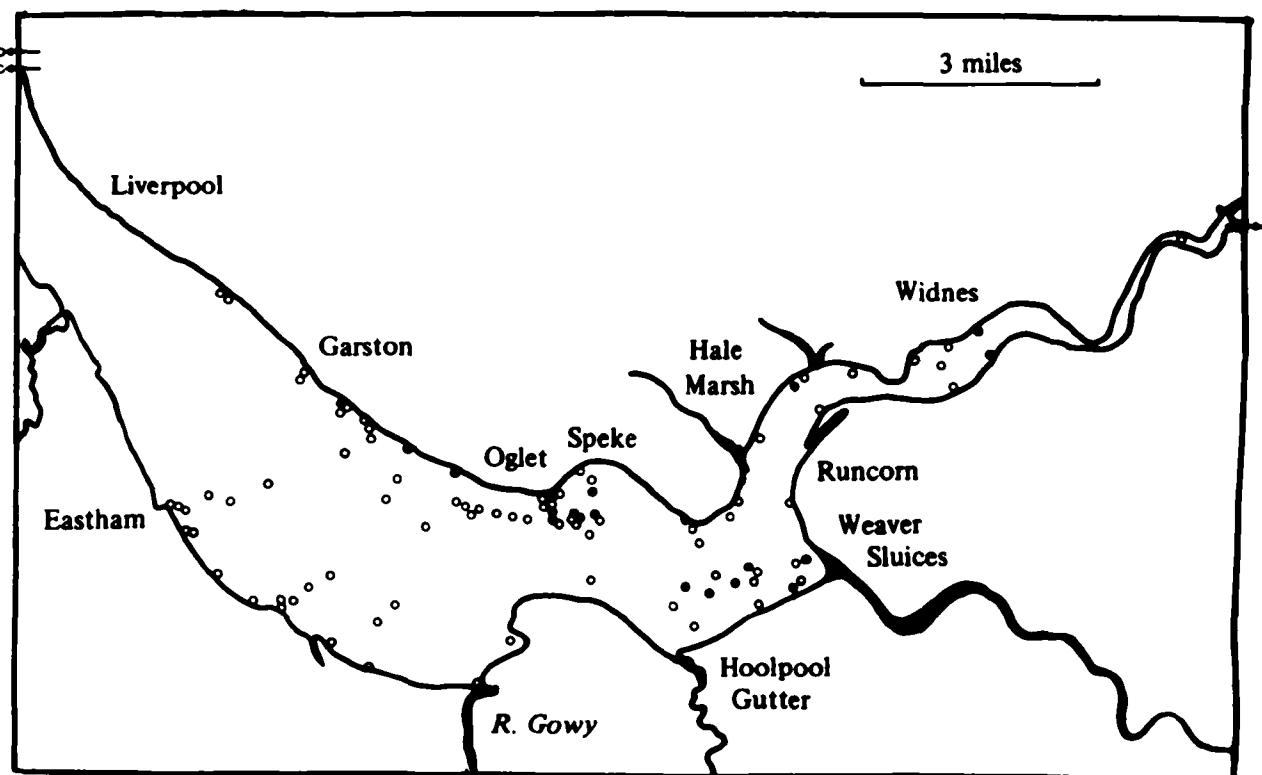 3 miles
Liverpool
Widnes
Garston
Hale
Marsh
Oglet
Speke
Runcorn
Eastham
Weaver
Sluices
Hoolpool
Gutter
R. Gowy